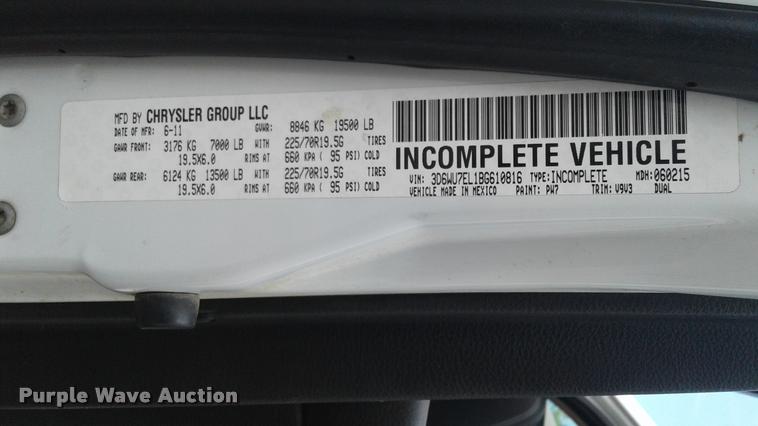 MFD BY CHRYSLER GROUP LLC
DATE OF MFR: 6-11 GVWR: 8846 KG 19500 LB
GAWR FRONT: 3176 KG 7000 LB WITH 225/70R19.5G TIRES
19.5X6.0 RIMS AT 660 KPA ( 95 PSI) COLD
GAWR REAR: 6124 KG 13500 LB WITH 225/70R19.5G TIRES
19.5X6.0 RIMS AT 660 KPA ( 95 PSI) COLD
INCOMPLETE VEHICLE
VIN: 3D6WU7EL1BG610816 TYPE: INCOMPLETE MDH: 060215
VEHICLE MADE IN MEXICO PAINT: PW7 TRIM: V9V3 DUAL
Purple Wave Auction